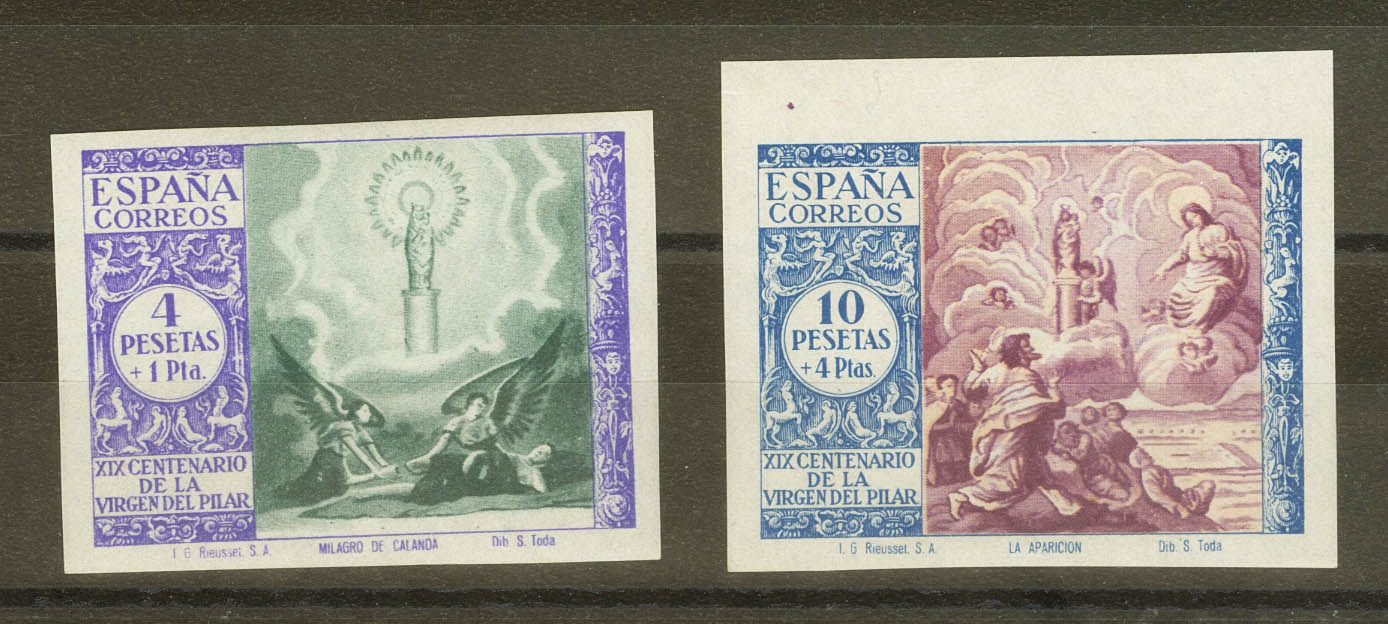 ESPAÑA
CORREOS
4
PESETAS
+ 1 Pta.
XIX CENTENARIO
DE LA
VIRGEN DEL PILAR
I. G. Rieusset. S. A. MILAGRO DE CALANDA Dib. S. Toda
ESPAÑA
CORREOS
10
PESETAS
+ 4 Ptas.
XIX CENTENARIO
DE LA
VIRGEN DEL PILAR
I. G. Rieusset. S. A. LA APARICION Dib. S. Toda